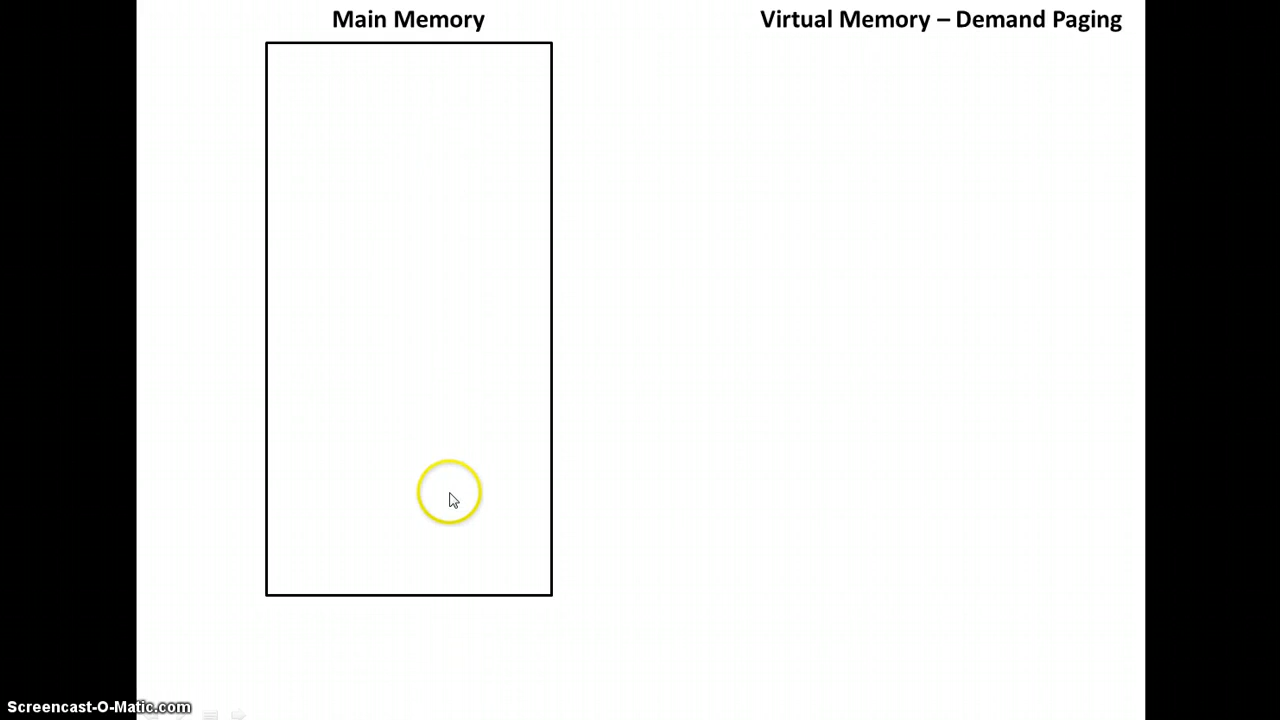 Main Memory
Virtual Memory – Demand Paging
Screencast-O-Matic.com